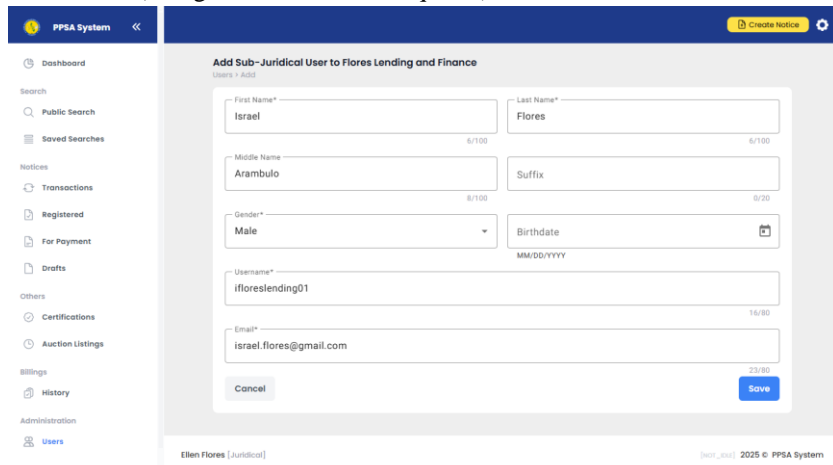 PPSA System
Create Notice
Dashboard
Search
Public Search
Saved Searches
Notices
Transactions
Registered
For Payment
Drafts
Others
Certifications
Auction Listings
Billings
History
Administration
Users
Add Sub-Juridical User to Flores Lending and Finance
Users > Add
First Name*
Israel
6/100
Last Name*
Flores
6/100
Middle Name
Arambulo
8/100
Suffix
0/20
Gender*
Male
Birthdate
MM/DD/YYYY
Username*
ifloreslending01
16/80
Email*
israel.flores@gmail.com
23/80
Cancel
Save
Ellen Flores [Juridical]
2025 © PPSA System